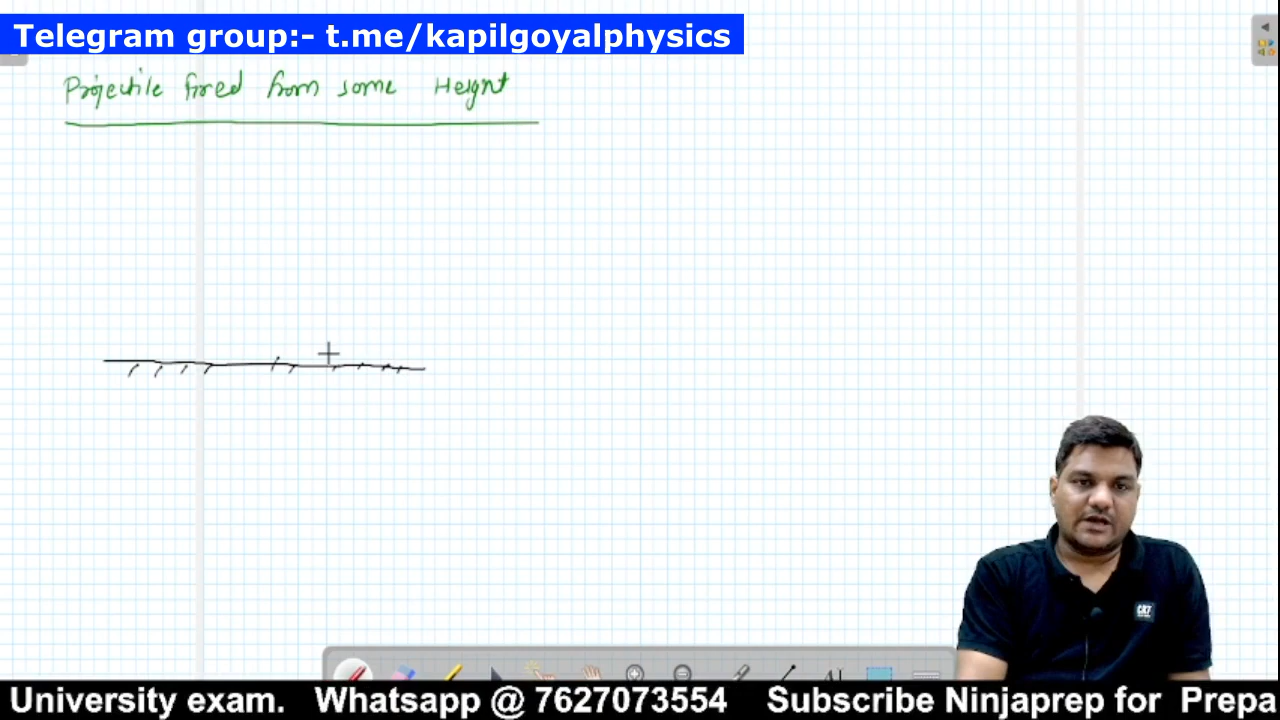 Telegram group:- t.me/kapilgoyalphysics
Projectile fired from some Height
University exam. Whatsapp @ 7627073554 Subscribe Ninjaprep for Prepa